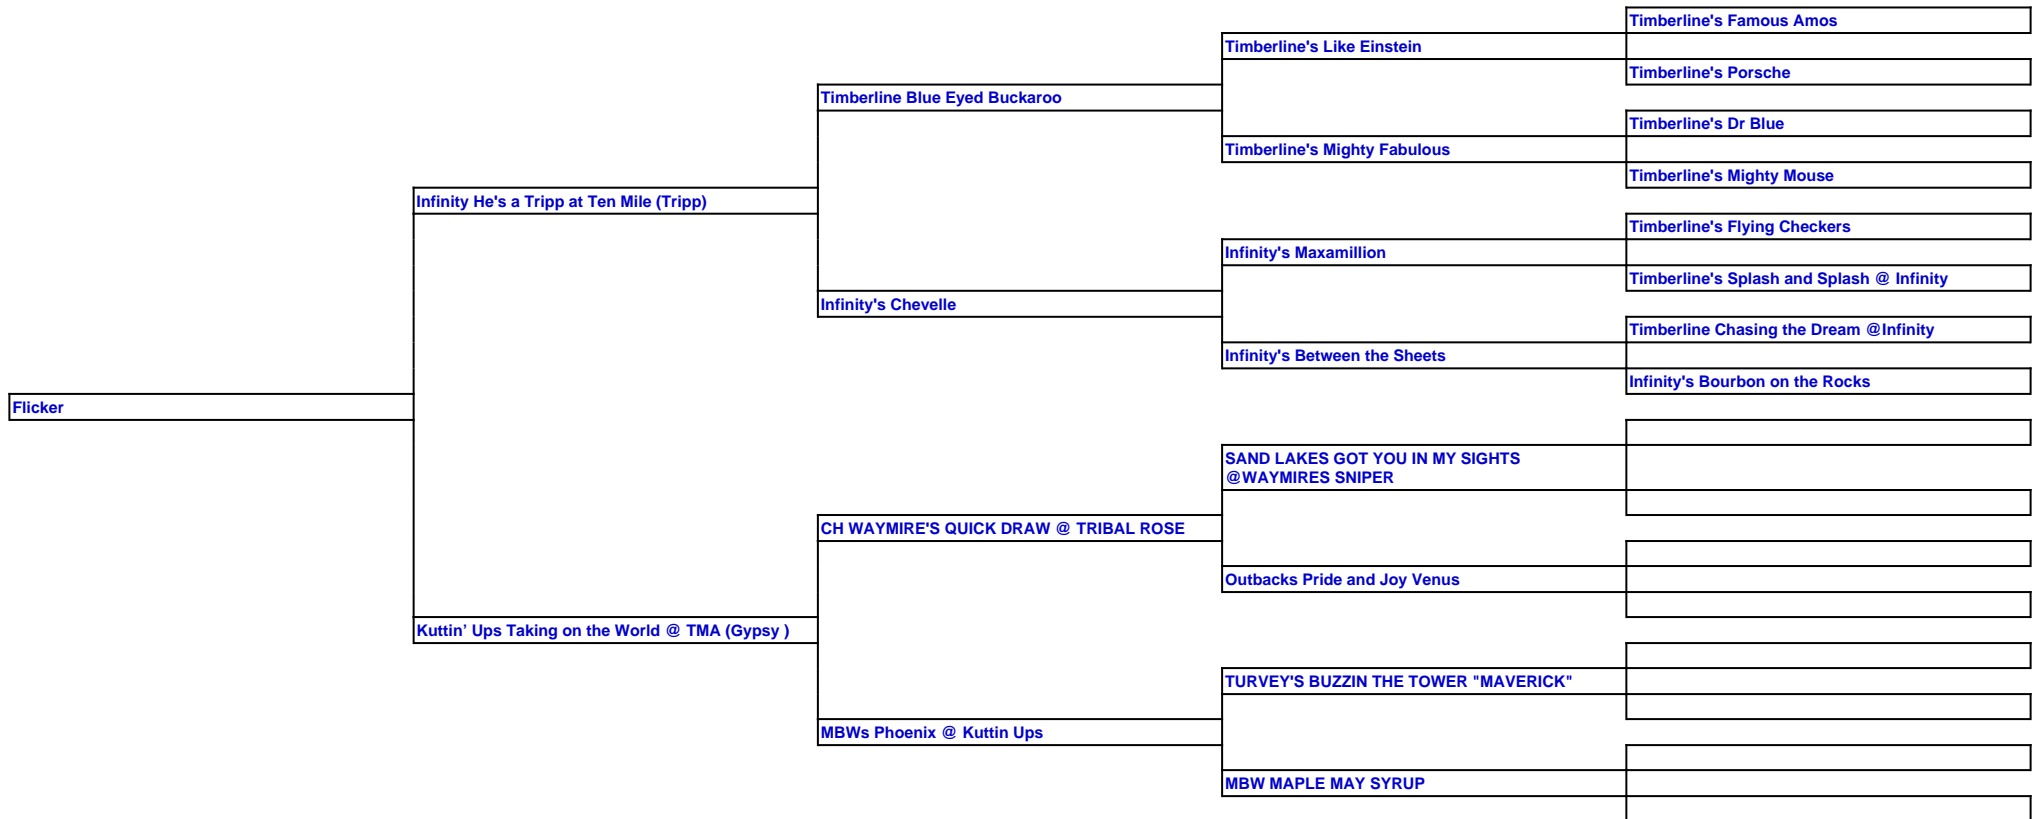 Timberline's Famous Amos
Timberline's Like Einstein
Timberline's Porsche
Timberline Blue Eyed Buckaroo
Timberline's Dr Blue
Timberline's Mighty Fabulous
Timberline's Mighty Mouse
Infinity He's a Tripp at Ten Mile (Tripp)
Timberline's Flying Checkers
Infinity's Maxamillion
Timberline's Splash and Splash @ Infinity
Infinity's Chevelle
Timberline Chasing the Dream @Infinity
Infinity's Between the Sheets
Infinity's Bourbon on the Rocks
Flicker
SAND LAKES GOT YOU IN MY SIGHTS
@WAYMIRES SNIPER
CH WAYMIRE'S QUICK DRAW @ TRIBAL ROSE
Outbacks Pride and Joy Venus
Kuttin’ Ups Taking on the World @ TMA (Gypsy )
TURVEY'S BUZZIN THE TOWER "MAVERICK"
MBWs Phoenix @ Kuttin Ups
MBW MAPLE MAY SYRUP